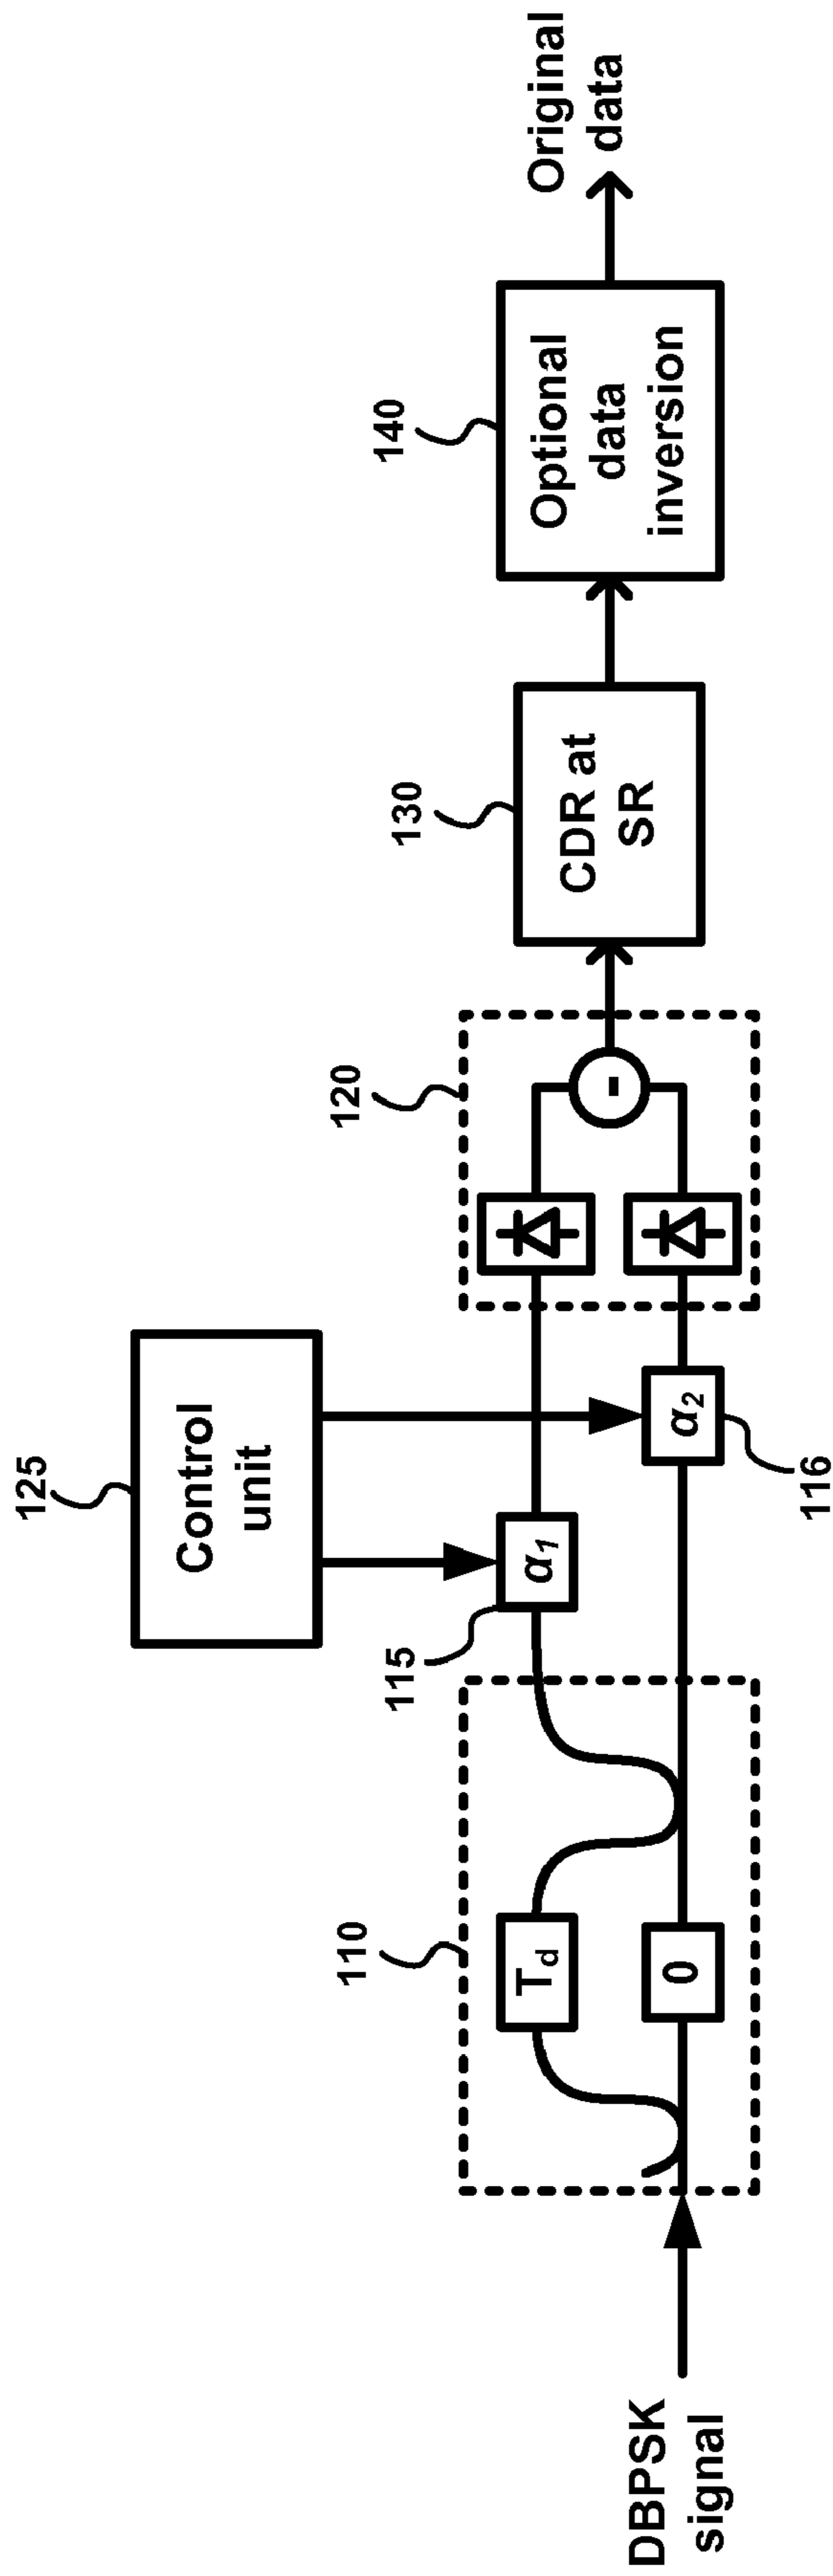 125
Control
unit
DBPSK
signal
110
T_d
0
115
α1
α2
116
120
-
130
CDR at
SR
140
Optional
data
inversion
Original
data